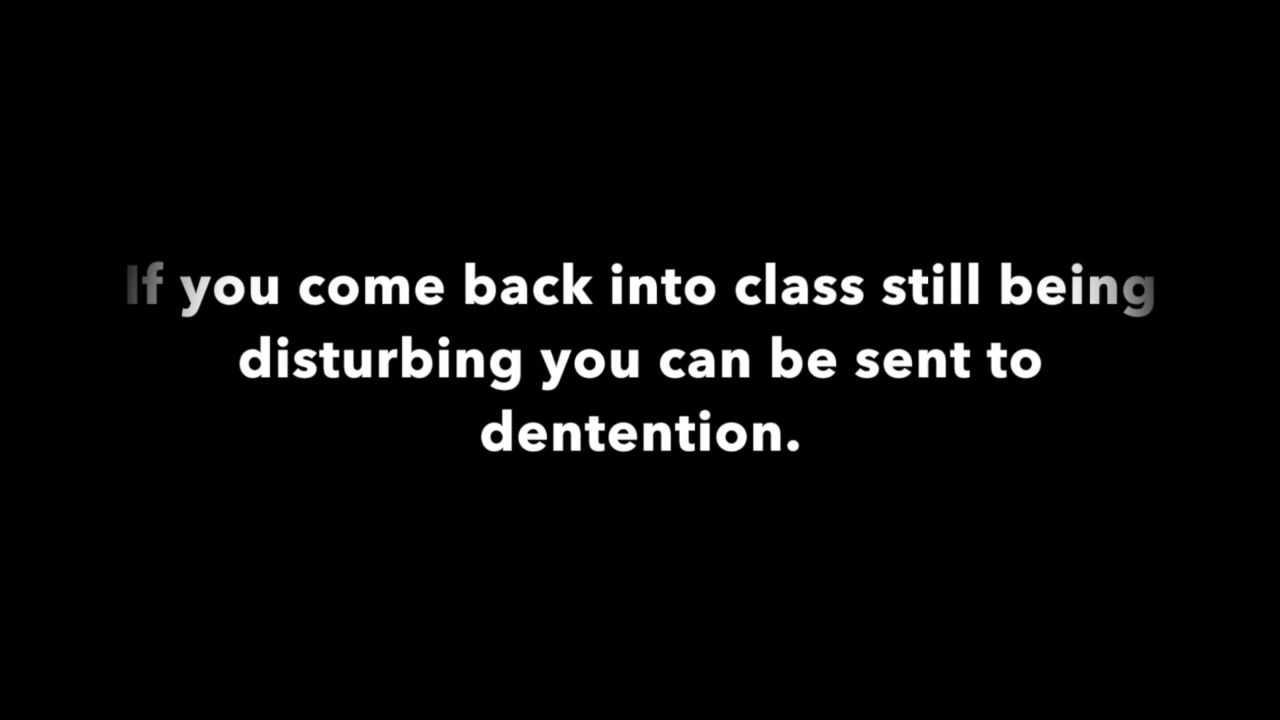 If you come back into class still being
disturbing you can be sent to
dentention.